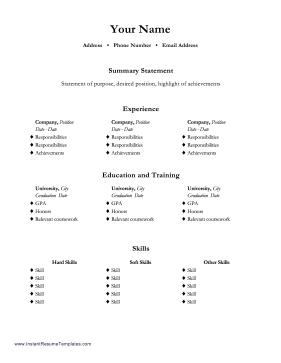 Your Name
Address • Phone Number • Email Address
Summary Statement
Statement of purpose, desired position, highlight of achievements
Experience
Company, Position
Date - Date
♦ Responsibilities
♦ Responsibilities
♦ Achievements
Company, Position
Date - Date
♦ Responsibilities
♦ Responsibilities
♦ Achievements
Company, Position
Date - Date
♦ Responsibilities
♦ Responsibilities
♦ Achievements
Education and Training
University, City
Graduation Date
♦ GPA
♦ Honors
♦ Relevant coursework
University, City
Graduation Date
♦ GPA
♦ Honors
♦ Relevant coursework
University, City
Graduation Date
♦ GPA
♦ Honors
♦ Relevant coursework
Skills
Hard Skills
♦ Skill
♦ Skill
♦ Skill
♦ Skill
♦ Skill
Soft Skills
♦ Skill
♦ Skill
♦ Skill
♦ Skill
♦ Skill
Other Skills
♦ Skill
♦ Skill
♦ Skill
♦ Skill
♦ Skill
www.InstantResumeTemplates.com